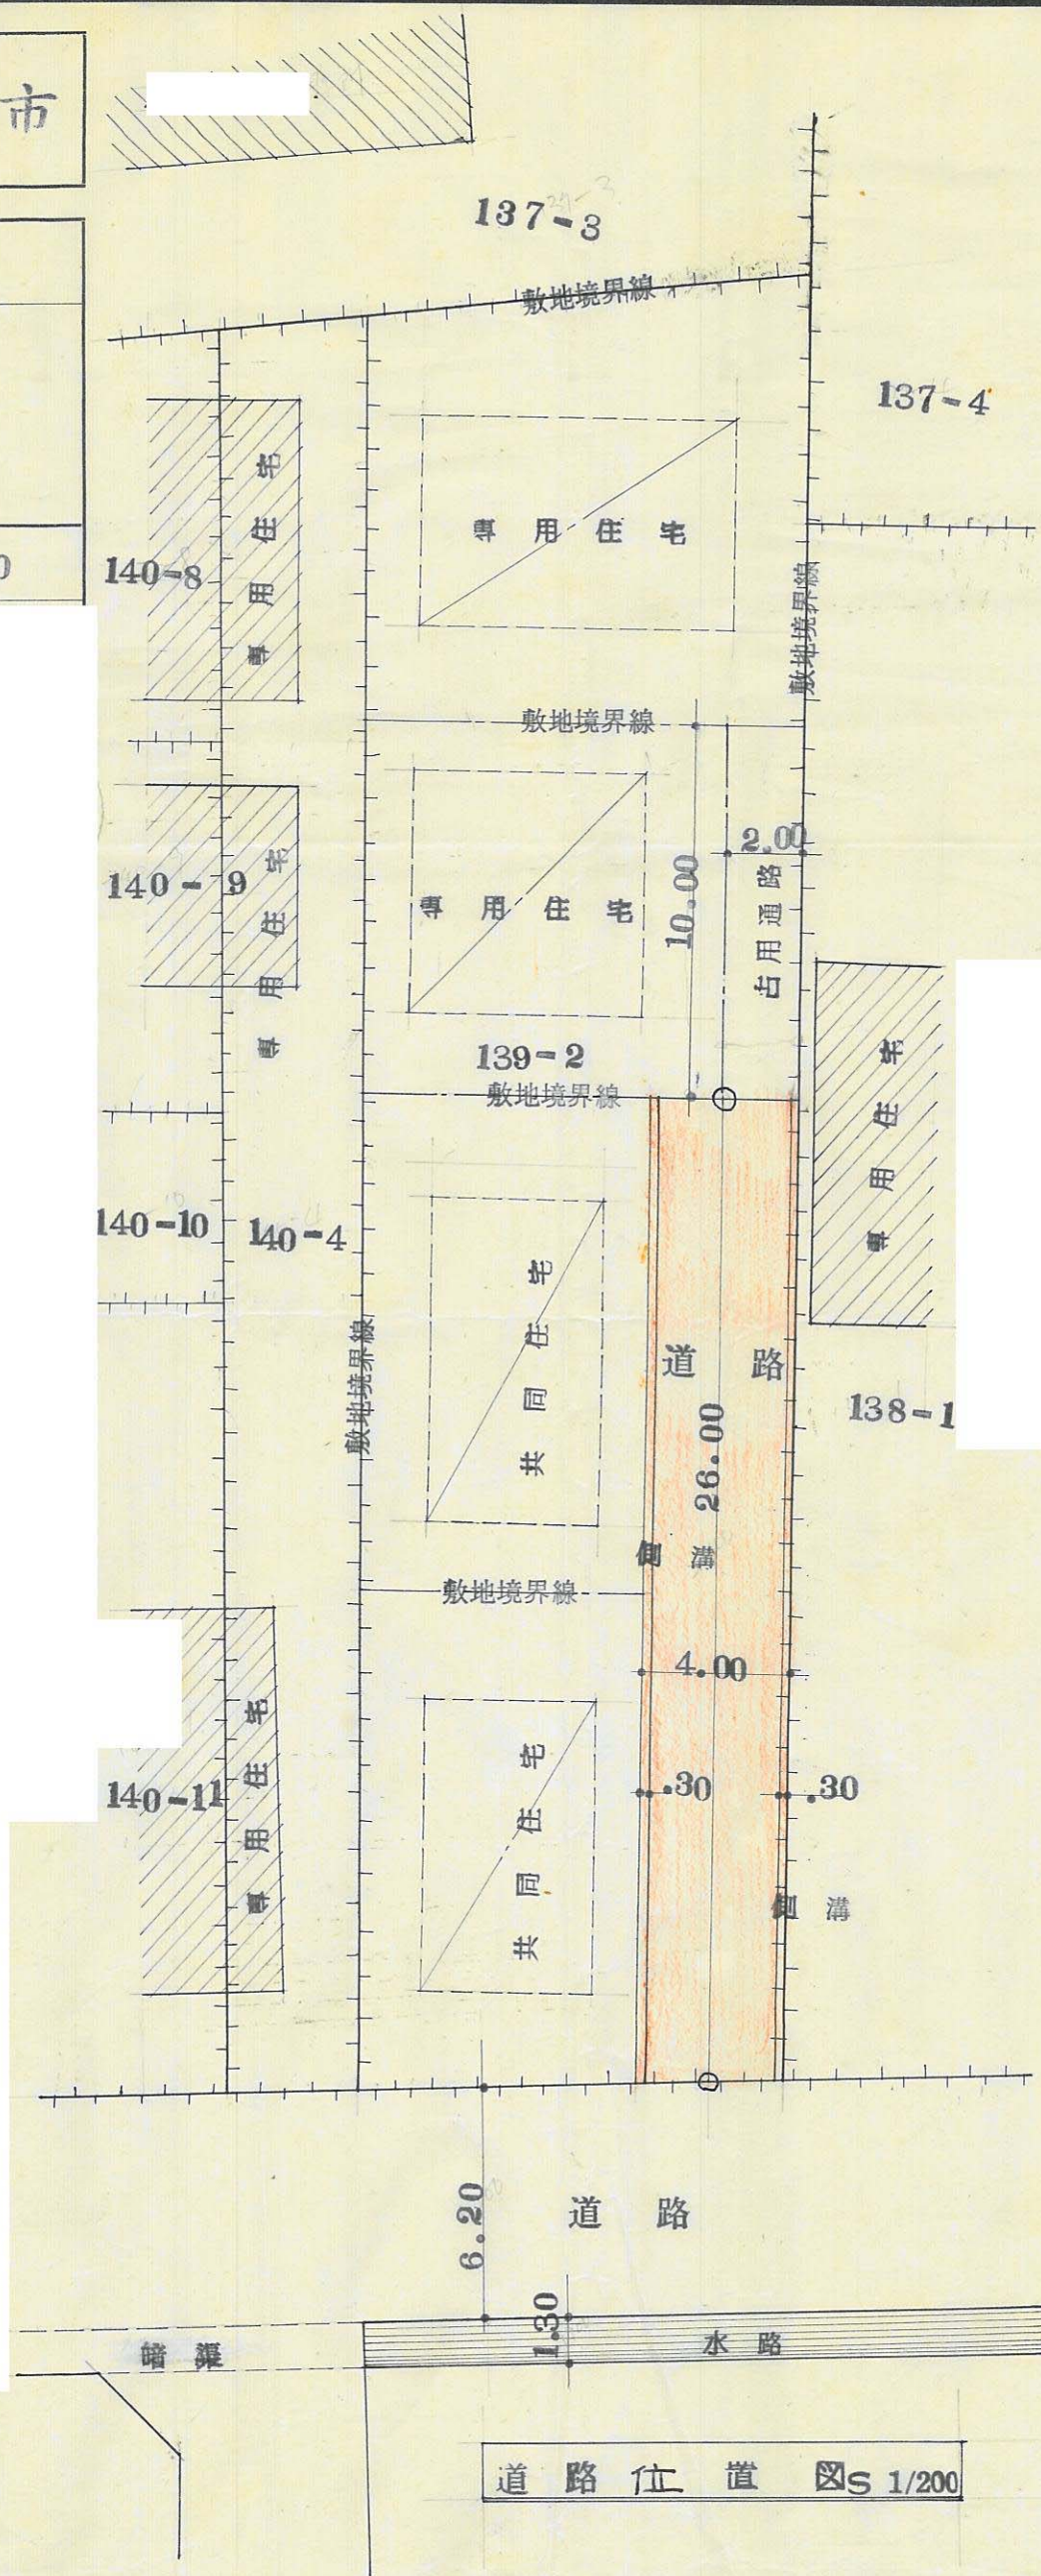 市
137-3
敷地境界線
137-4
専用住宅
140-8
専用住宅
敷地境界線
敷地境界線
2.00
10.00
占用通路
140-9
専用住宅
専用住宅
139-2
敷地境界線
専用住宅
140-10
140-4
共同住宅
敷地境界線
道路
26.00
138-1
側溝
敷地境界線
4.00
.30
.30
140-11
専用住宅
共同住宅
側溝
6.20
道路
1.30
暗渠
水路
道路位置図S 1/200